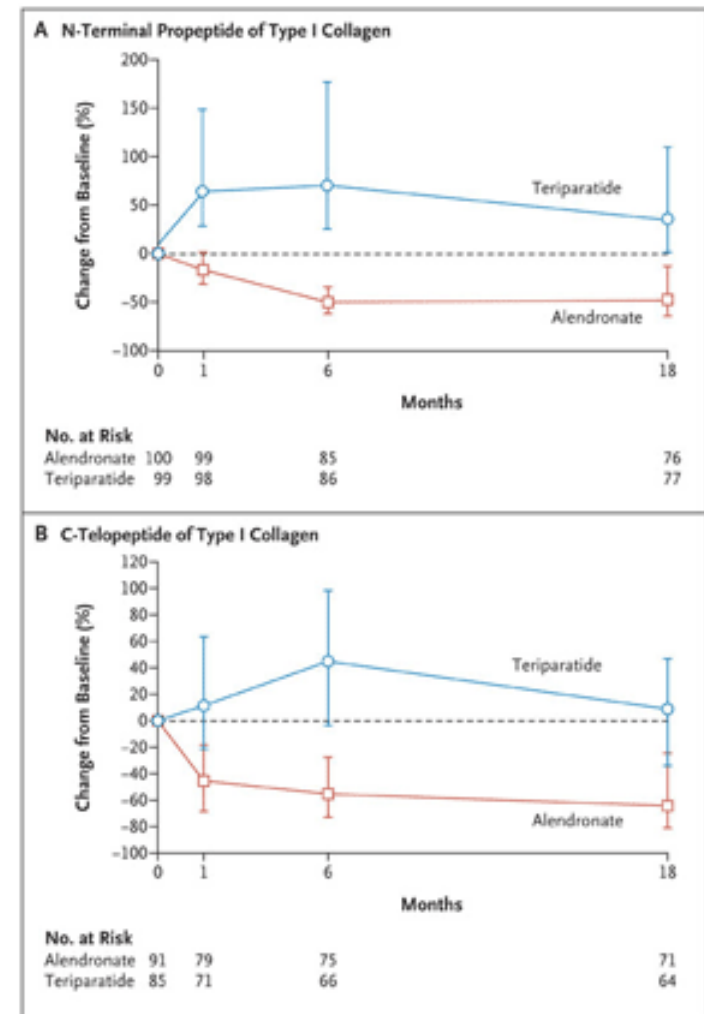 A N-Terminal Propeptide of Type I Collagen
200
150
100
50
0
−50
−100
Change from Baseline (%)
Teriparatide
Alendronate
0 1 6 18
Months
No. at Risk
Alendronate 100 99 85 76
Teriparatide 99 98 86 77
B C-Telopeptide of Type I Collagen
120
100
80
60
40
20
0
−20
−40
−60
−80
−100
Change from Baseline (%)
Teriparatide
Alendronate
0 1 6 18
Months
No. at Risk
Alendronate 91 79 75 71
Teriparatide 85 71 66 64